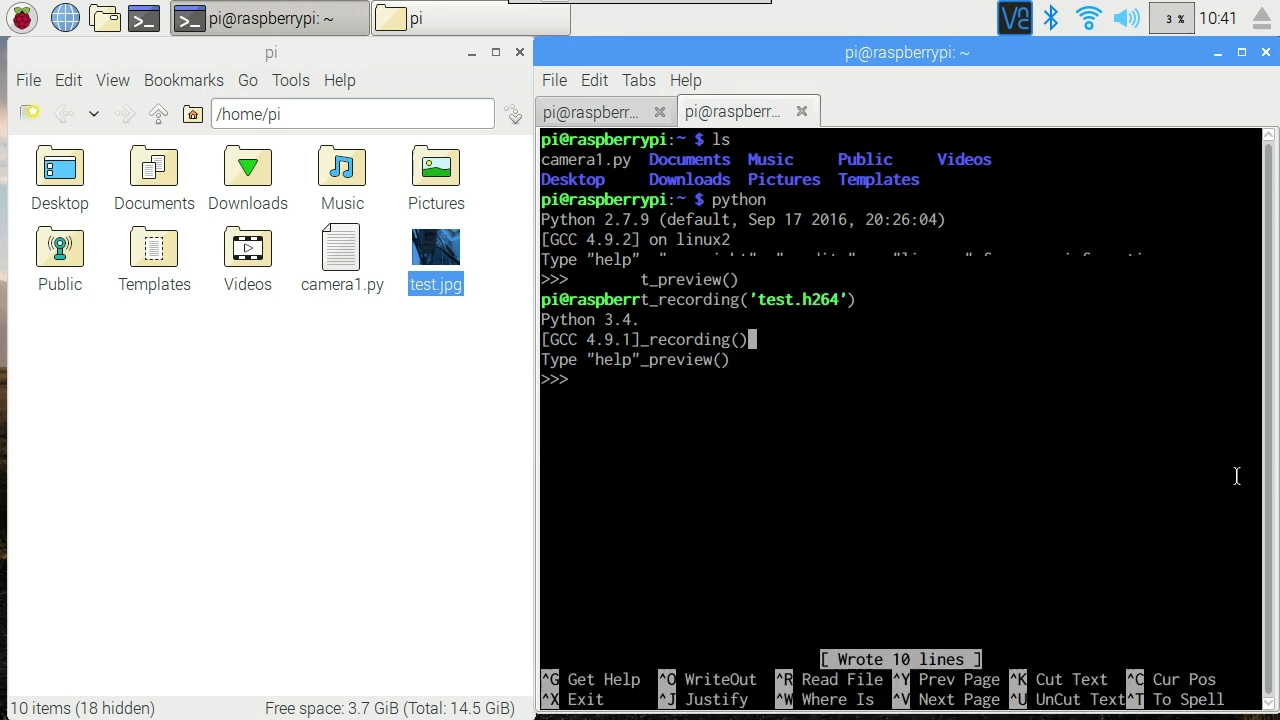 pi@raspberrypi: ~
pi
3 %
10:41
pi
File Edit View Bookmarks Go Tools Help
/home/pi
Desktop Documents Downloads Music Pictures
Public Templates Videos camera1.py test.jpg
10 items (18 hidden) Free space: 3.7 GiB (Total: 14.5 GiB)
pi@raspberrypi: ~
File Edit Tabs Help
pi@raspberr... pi@raspberr...
pi@raspberrypi:~ $ ls
camera1.py Documents Music Public Videos
Desktop Downloads Pictures Templates
pi@raspberrypi:~ $ python
Python 2.7.9 (default, Sep 17 2016, 20:26:04)
[GCC 4.9.2] on linux2
Type "help"
>>> t_preview()
pi@raspberrt_recording('test.h264')
Python 3.4.
[GCC 4.9.1]_recording()
Type "help"_preview()
>>>
[ Wrote 10 lines ]
^G Get Help ^O WriteOut ^R Read File ^Y Prev Page ^K Cut Text ^C Cur Pos
^X Exit ^J Justify ^W Where Is ^V Next Page ^U UnCut Text ^T To Spell